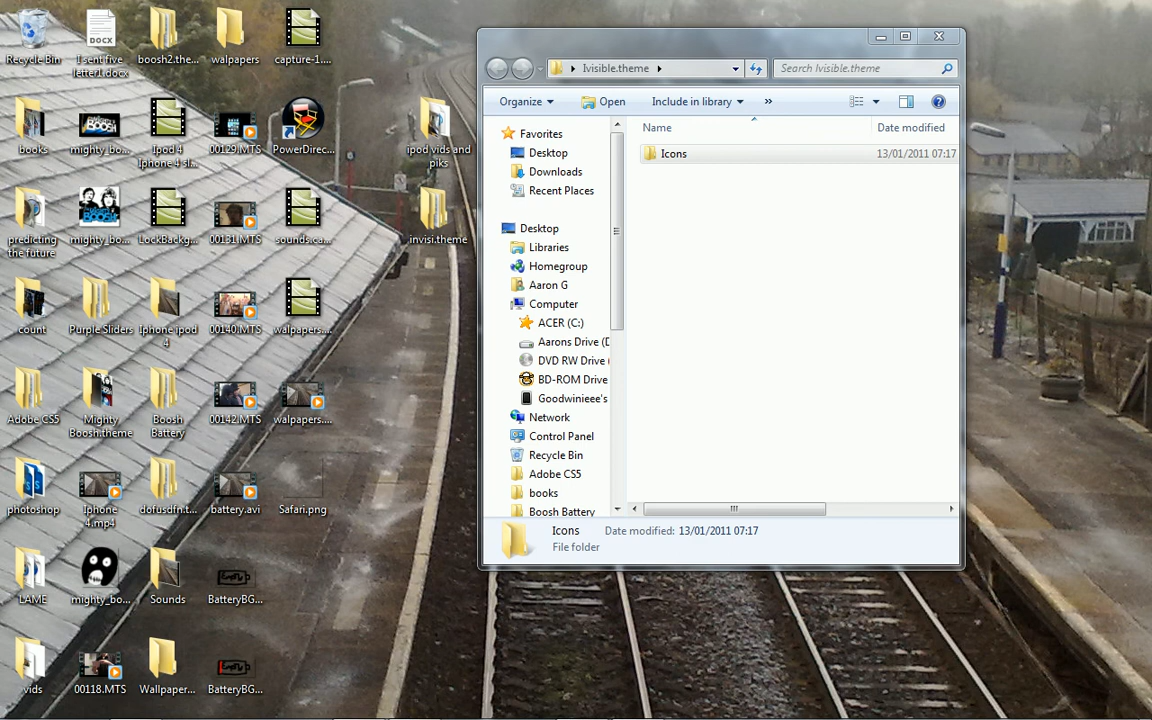 Recycle Bin
I sent five
letter1.docx
boosh2.the...
wallpapers
capture-1....
books
mighty_bo...
Ipod 4
Iphone 4 sl...
00129.MTS
PowerDirec...
ipod vids and
piks
predicting
the future
mighty_bo...
LockBackg...
00131.MTS
sounds.ca...
invisi.theme
count
Purple Sliders
Iphone ipod
4
00140.MTS
walpapers....
Adobe CS5
Mighty
Boosh.theme
Boosh
Battery
00142.MTS
walpapers....
photoshop
Iphone
4.mp4
dofusdfn.t...
battery.avi
Safari.png
LAME
mighty_bo...
Sounds
BatteryBG...
vids
00118.MTS
Wallpaper...
BatteryBG...
Ivisible.theme
Search Ivisible.theme
Organize
Open
Include in library
»
Favorites
Desktop
Downloads
Recent Places
Desktop
Libraries
Homegroup
Aaron G
Computer
ACER (C:)
Aarons Drive (D
DVD RW Drive
BD-ROM Drive
Goodwinieee's
Network
Control Panel
Recycle Bin
Adobe CS5
books
Boosh Battery
Name
Date modified
Icons
13/01/2011 07:17
Icons
Date modified: 13/01/2011 07:17
File folder